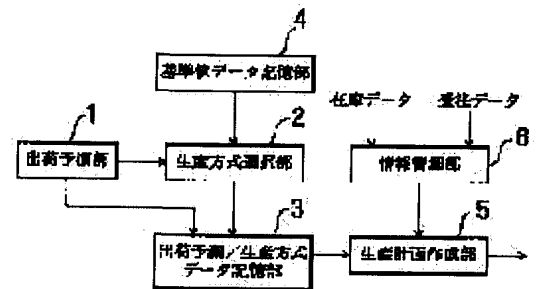 4
基準値データ記憶部
在庫データ 受注データ
1
2
6
出荷予測部
生産方式選択部
情報管理部
3
5
出荷予測/生産方式
データ記憶部
生産計画作成部